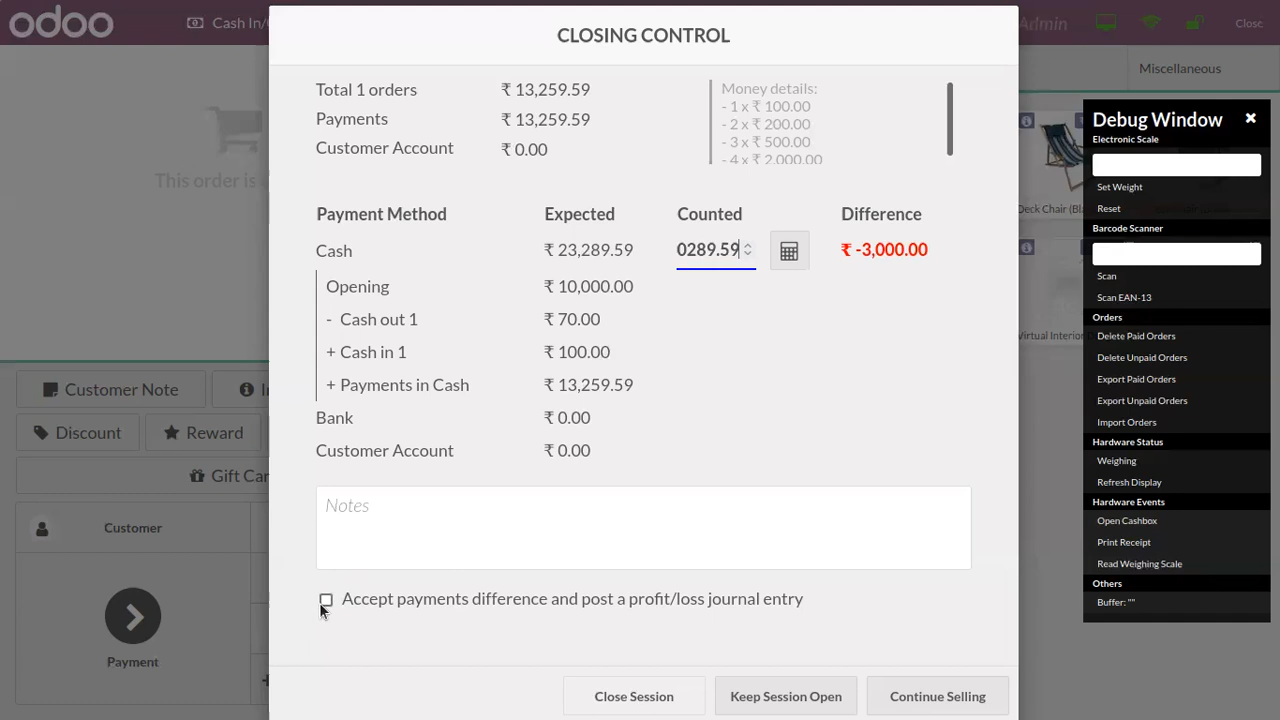 odoo
Cash In/
Admin
Close
CLOSING CONTROL
Miscellaneous
Total 1 orders ₹ 13,259.59
Payments ₹ 13,259.59
Customer Account ₹ 0.00
Money details:
- 1 x ₹ 100.00
- 2 x ₹ 200.00
- 3 x ₹ 500.00
- 4 x ₹ 2,000.00
This order is
Payment Method Expected Counted Difference
Cash ₹ 23,289.59 0289.59 ₹ -3,000.00
Opening ₹ 10,000.00
- Cash out 1 ₹ 70.00
+ Cash in 1 ₹ 100.00
+ Payments in Cash ₹ 13,259.59
Bank ₹ 0.00
Customer Account ₹ 0.00
Notes
Accept payments difference and post a profit/loss journal entry
Close Session
Keep Session Open
Continue Selling
Customer Note
Discount
Reward
Gift Car
Customer
Payment
Deck Chair (Bla
Virtual Interior D
Debug Window
Electronic Scale
Set Weight
Reset
Barcode Scanner
Scan
Scan EAN-13
Orders
Delete Paid Orders
Delete Unpaid Orders
Export Paid Orders
Export Unpaid Orders
Import Orders
Hardware Status
Weighing
Refresh Display
Hardware Events
Open Cashbox
Print Receipt
Read Weighing Scale
Others
Buffer: ""